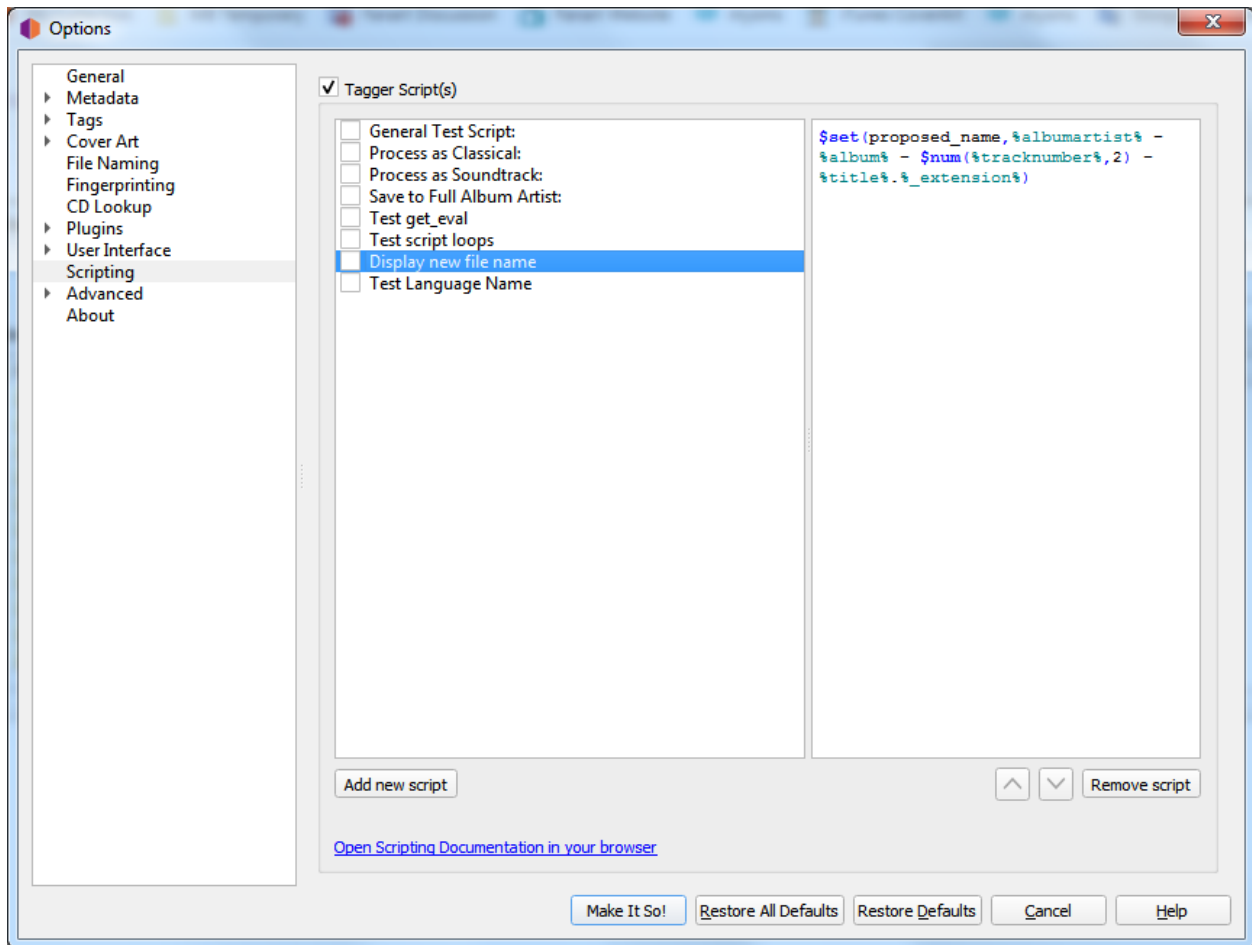 Options
General
Metadata
Tags
Cover Art
File Naming
Fingerprinting
CD Lookup
Plugins
User Interface
Scripting
Advanced
About
Tagger Script(s)
General Test Script:
Process as Classical:
Process as Soundtrack:
Save to Full Album Artist:
Test get_eval
Test script loops
Display new file name
Test Language Name
$set(proposed_name,%albumartist% -
%album% - $num(%tracknumber%,2) -
%title%.%_extension%)
Add new script
Remove script
Open Scripting Documentation in your browser
Make It So!
Restore All Defaults
Restore Defaults
Cancel
Help